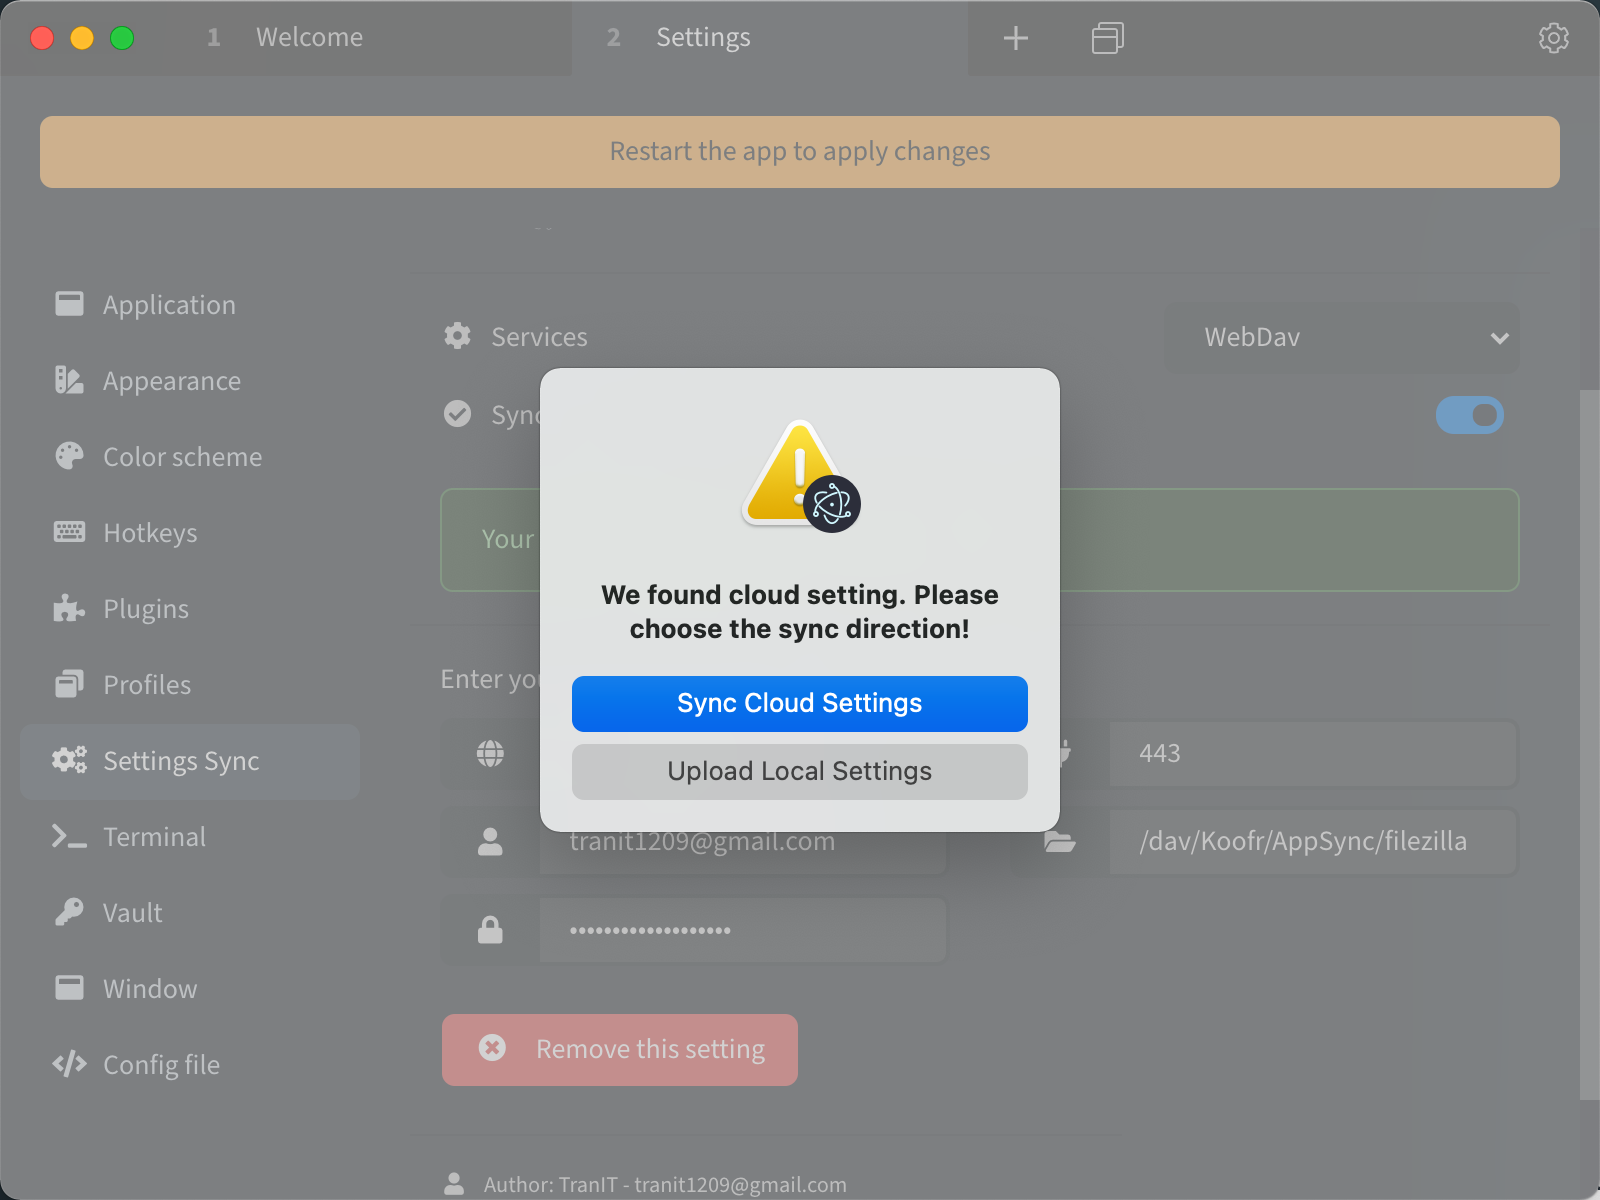 1 Welcome
2 Settings
Restart the app to apply changes
Application
Appearance
Color scheme
Hotkeys
Plugins
Profiles
Settings Sync
Terminal
Vault
Window
Config file
Services
WebDav
Your
We found cloud setting. Please
choose the sync direction!
Sync Cloud Settings
Upload Local Settings
Enter
443
tranit1209@gmail.com
/dav/Koofr/AppSync/filezilla
•••••••••••••••••••
Remove this setting
Author: TranIT - tranit1209@gmail.com